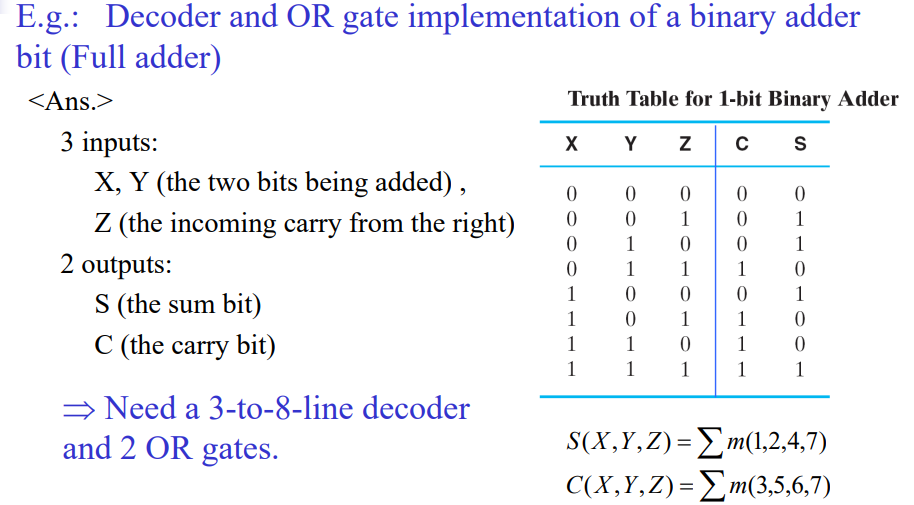 E.g.: Decoder and OR gate implementation of a binary adder
bit (Full adder)
<Ans.>
3 inputs:
X, Y (the two bits being added) ,
Z (the incoming carry from the right)
2 outputs:
S (the sum bit)
C (the carry bit)
⇒ Need a 3-to-8-line decoder
and 2 OR gates.
Truth Table for 1-bit Binary Adder
X Y Z C S
0 0 0 0 0
0 0 1 0 1
0 1 0 0 1
0 1 1 1 0
1 0 0 0 1
1 0 1 1 0
1 1 0 1 0
1 1 1 1 1
S(X,Y,Z) = ∑m(1,2,4,7)
C(X,Y,Z) = ∑m(3,5,6,7)